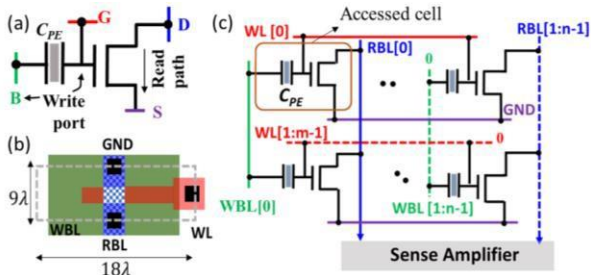 (a)
G
D
C_PE
B
Write port
Read path
S
(b)
GND
9λ
WBL
RBL
WL
18λ
(c)
Accessed cell
WL [0]
RBL[0]
RBL[1:n-1]
0
C_PE
GND
WL[1:m-1]
0
WBL[0]
WBL [1:n-1]
Sense Amplifier